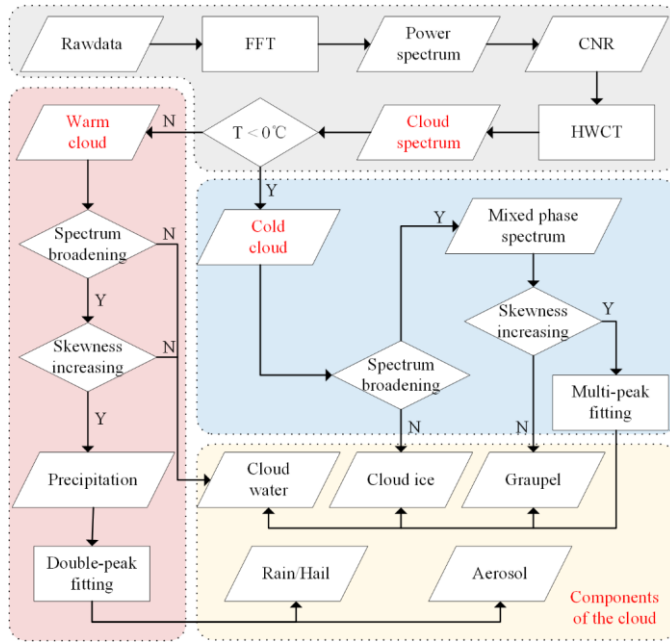 Rawdata
FFT
Power
spectrum
CNR
Warm
cloud
N
T < 0℃
Cloud
spectrum
HWCT
Y
Cold
cloud
Y
Mixed phase
spectrum
Spectrum
broadening
N
Y
Skewness
increasing
Y
Skewness
increasing
N
Spectrum
broadening
Multi-peak
fitting
Y
N
N
Precipitation
Cloud
water
Cloud ice
Graupel
Double-peak
fitting
Rain/Hail
Aerosol
Components
of the cloud